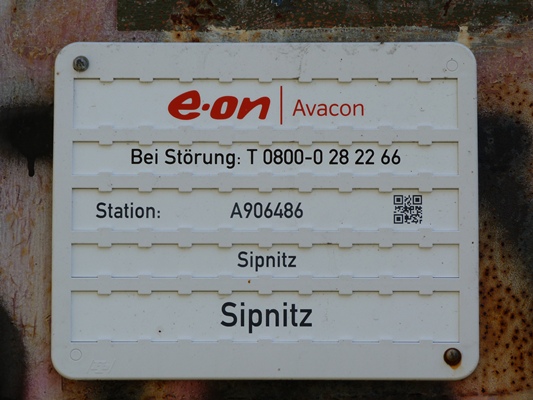 e·on | Avacon
Bei Störung: T 0800-0 28 22 66
Station: A906486
Sipnitz
Sipnitz